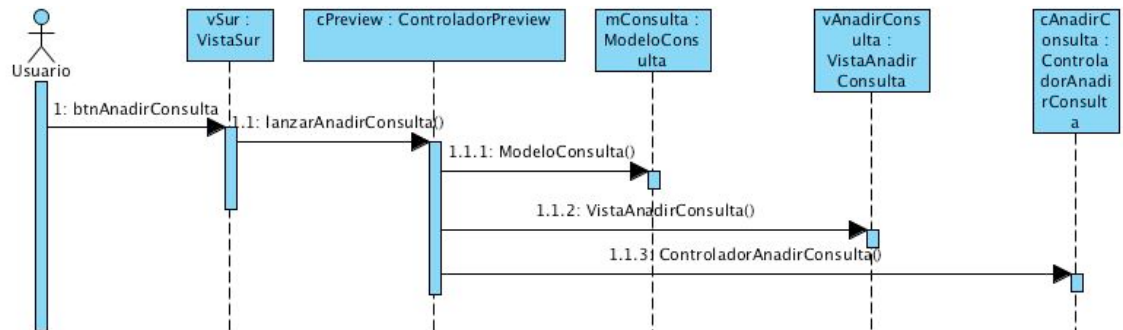 vSur :
VistaSur
cPreview : ControladorPreview
mConsulta :
ModeloCons
ulta
vAnadirCons
ulta :
VistaAnadir
Consulta
cAnadirC
onsulta :
Controla
dorAnadi
rConsult
a
Usuario
1: btnAnadirConsulta
1.1: lanzarAnadirConsulta()
1.1.1: ModeloConsulta()
1.1.2: VistaAnadirConsulta()
1.1.3: ControladorAnadirConsulta()